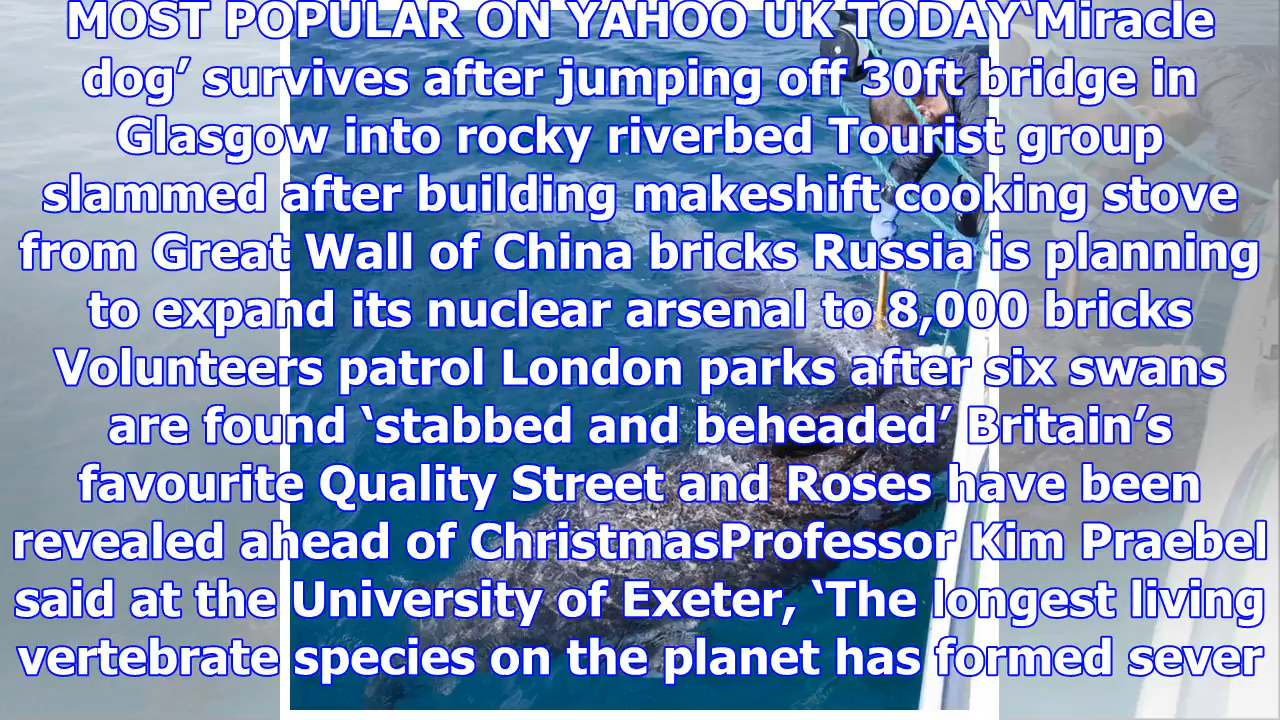 MOST POPULAR ON YAHOO UK TODAY‘Miracle
dog’ survives after jumping off 30ft bridge in
Glasgow into rocky riverbed Tourist group
slammed after building makeshift cooking stove
from Great Wall of China bricks Russia is planning
to expand its nuclear arsenal to 8,000 bricks
Volunteers patrol London parks after six swans
are found ‘stabbed and beheaded’ Britain’s
favourite Quality Street and Roses have been
revealed ahead of ChristmasProfessor Kim Praebel
said at the University of Exeter, ‘The longest living
vertebrate species on the planet has formed sever